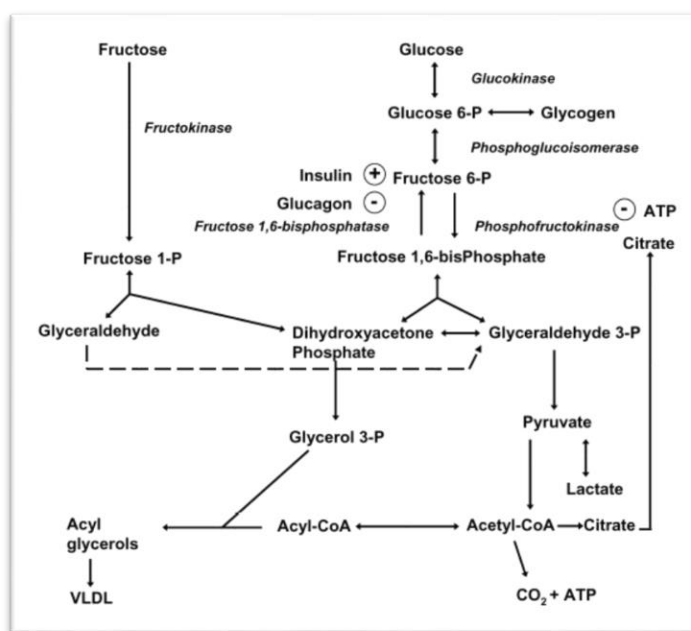 Fructose
Glucose
Glucokinase
Glucose 6-P
Glycogen
Fructokinase
Phosphoglucoisomerase
Insulin +
Fructose 6-P
Glucagon -
- ATP
Fructose 1,6-bisphosphatase
Phosphofructokinase
Citrate
Fructose 1-P
Fructose 1,6-bisPhosphate
Glyceraldehyde
Dihydroxyacetone
Phosphate
Glyceraldehyde 3-P
Pyruvate
Glycerol 3-P
Lactate
Acyl
glycerols
Acyl-CoA
Acetyl-CoA
Citrate
VLDL
CO₂ + ATP